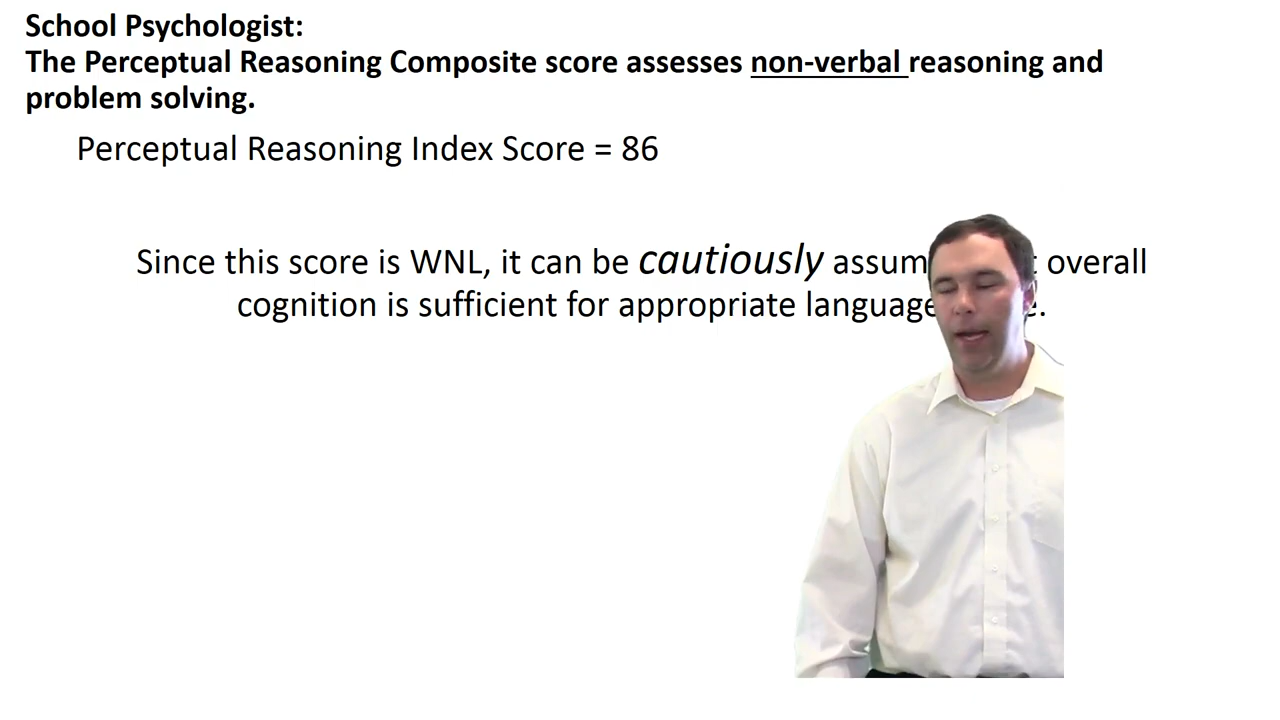 School Psychologist:
The Perceptual Reasoning Composite score assesses non-verbal reasoning and
problem solving.
Perceptual Reasoning Index Score = 86
Since this score is WNL, it can be cautiously overall
cognition is sufficient for appropriate language